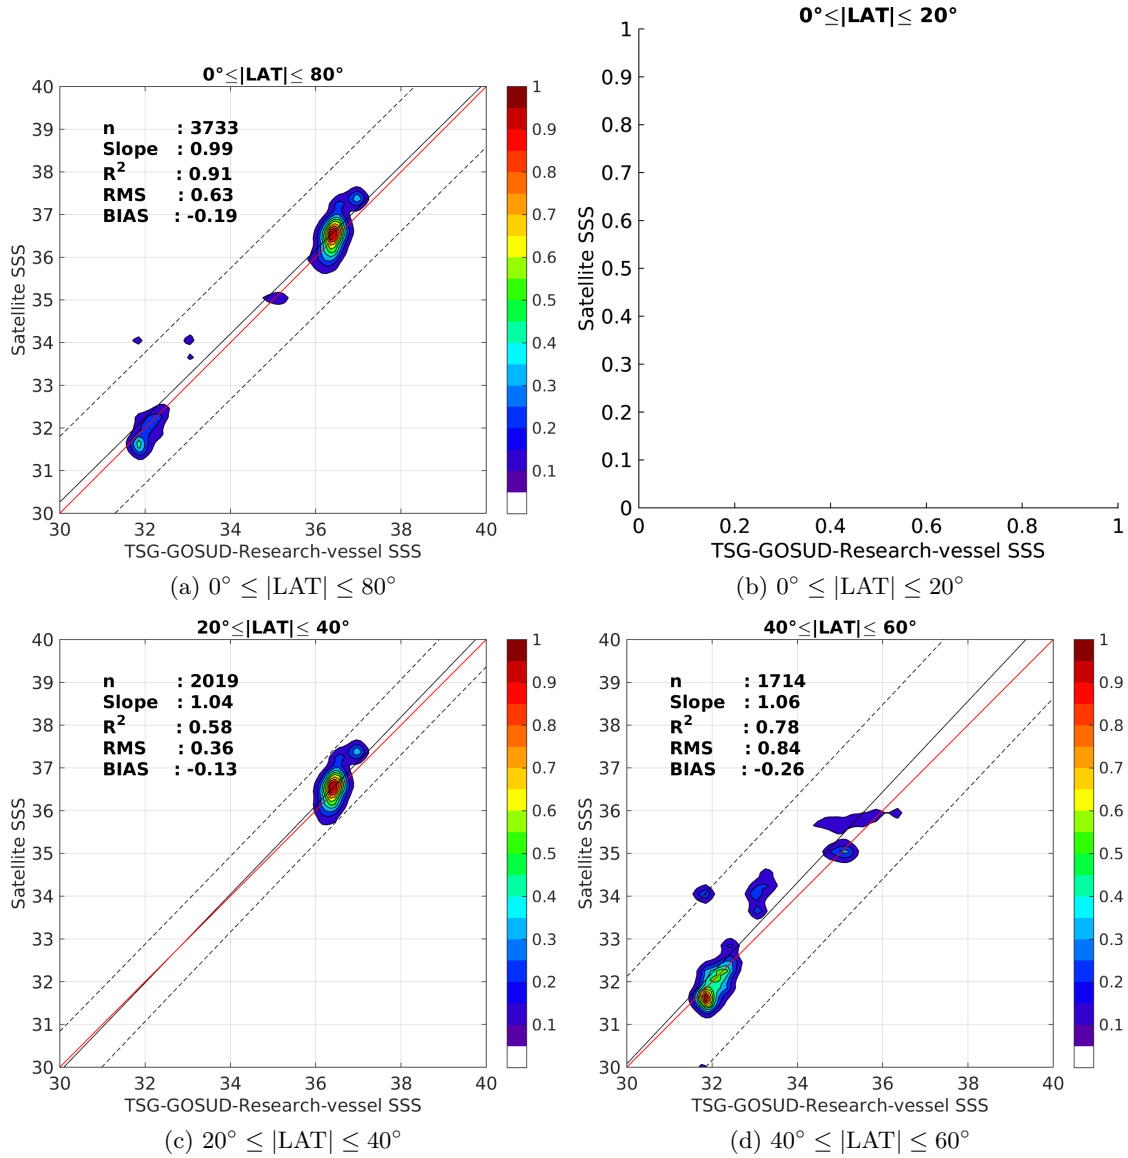 0°≤|LAT|≤ 80°
n : 3733
Slope : 0.99
R² : 0.91
RMS : 0.63
BIAS : -0.19
Satellite SSS
40
39
38
37
36
35
34
33
32
31
30
30 32 34 36 38 40
TSG-GOSUD-Research-vessel SSS
1
0.9
0.8
0.7
0.6
0.5
0.4
0.3
0.2
0.1
(a) 0° ≤ |LAT| ≤ 80°
0°≤|LAT|≤ 20°
Satellite SSS
1
0.9
0.8
0.7
0.6
0.5
0.4
0.3
0.2
0.1
0
0 0.2 0.4 0.6 0.8 1
TSG-GOSUD-Research-vessel SSS
(b) 0° ≤ |LAT| ≤ 20°
20°≤|LAT|≤ 40°
n : 2019
Slope : 1.04
R² : 0.58
RMS : 0.36
BIAS : -0.13
Satellite SSS
40
39
38
37
36
35
34
33
32
31
30
30 32 34 36 38 40
TSG-GOSUD-Research-vessel SSS
1
0.9
0.8
0.7
0.6
0.5
0.4
0.3
0.2
0.1
(c) 20° ≤ |LAT| ≤ 40°
40°≤|LAT|≤ 60°
n : 1714
Slope : 1.06
R² : 0.78
RMS : 0.84
BIAS : -0.26
Satellite SSS
40
39
38
37
36
35
34
33
32
31
30
30 32 34 36 38 40
TSG-GOSUD-Research-vessel SSS
1
0.9
0.8
0.7
0.6
0.5
0.4
0.3
0.2
0.1
(d) 40° ≤ |LAT| ≤ 60°